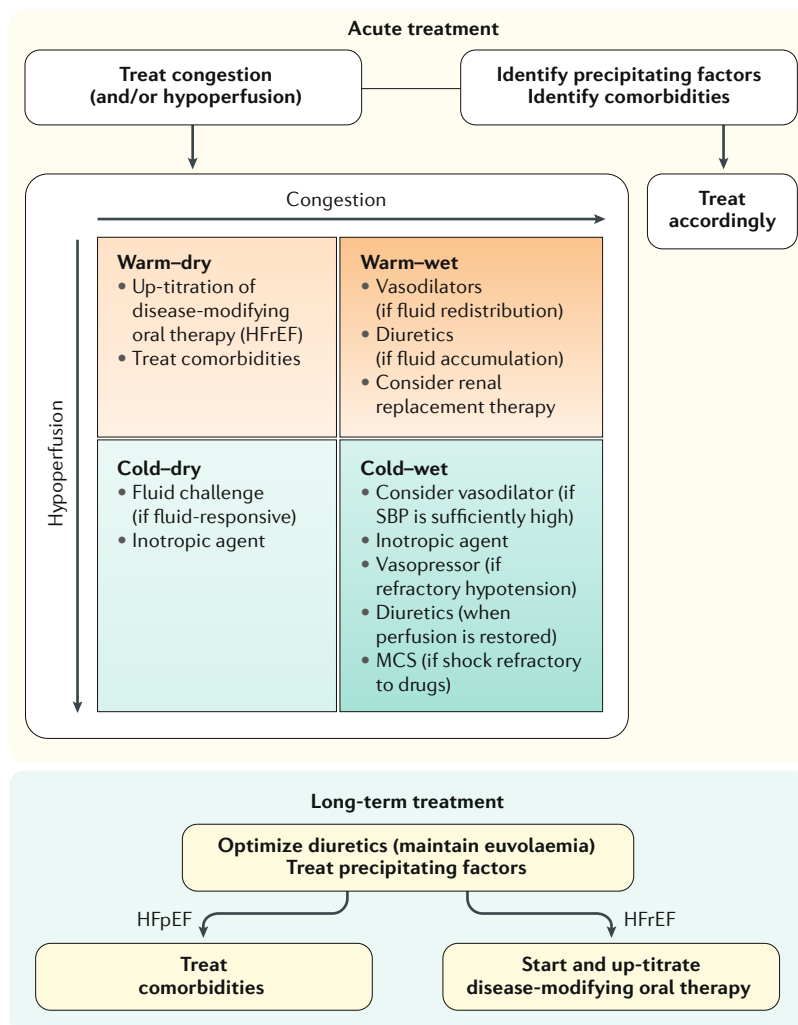 Acute treatment
Treat congestion
(and/or hypoperfusion)
Identify precipitating factors
Identify comorbidities
Treat
accordingly
Congestion
Hypoperfusion
Warm–dry
• Up-titration of
disease-modifying
oral therapy (HFrEF)
• Treat comorbidities
Warm–wet
• Vasodilators
(if fluid redistribution)
• Diuretics
(if fluid accumulation)
• Consider renal
replacement therapy
Cold–dry
• Fluid challenge
(if fluid-responsive)
• Inotropic agent
Cold–wet
• Consider vasodilator (if
SBP is sufficiently high)
• Inotropic agent
• Vasopressor (if
refractory hypotension)
• Diuretics (when
perfusion is restored)
• MCS (if shock refractory
to drugs)
Long-term treatment
Optimize diuretics (maintain euvolaemia)
Treat precipitating factors
HFpEF
HFrEF
Treat
comorbidities
Start and up-titrate
disease-modifying oral therapy